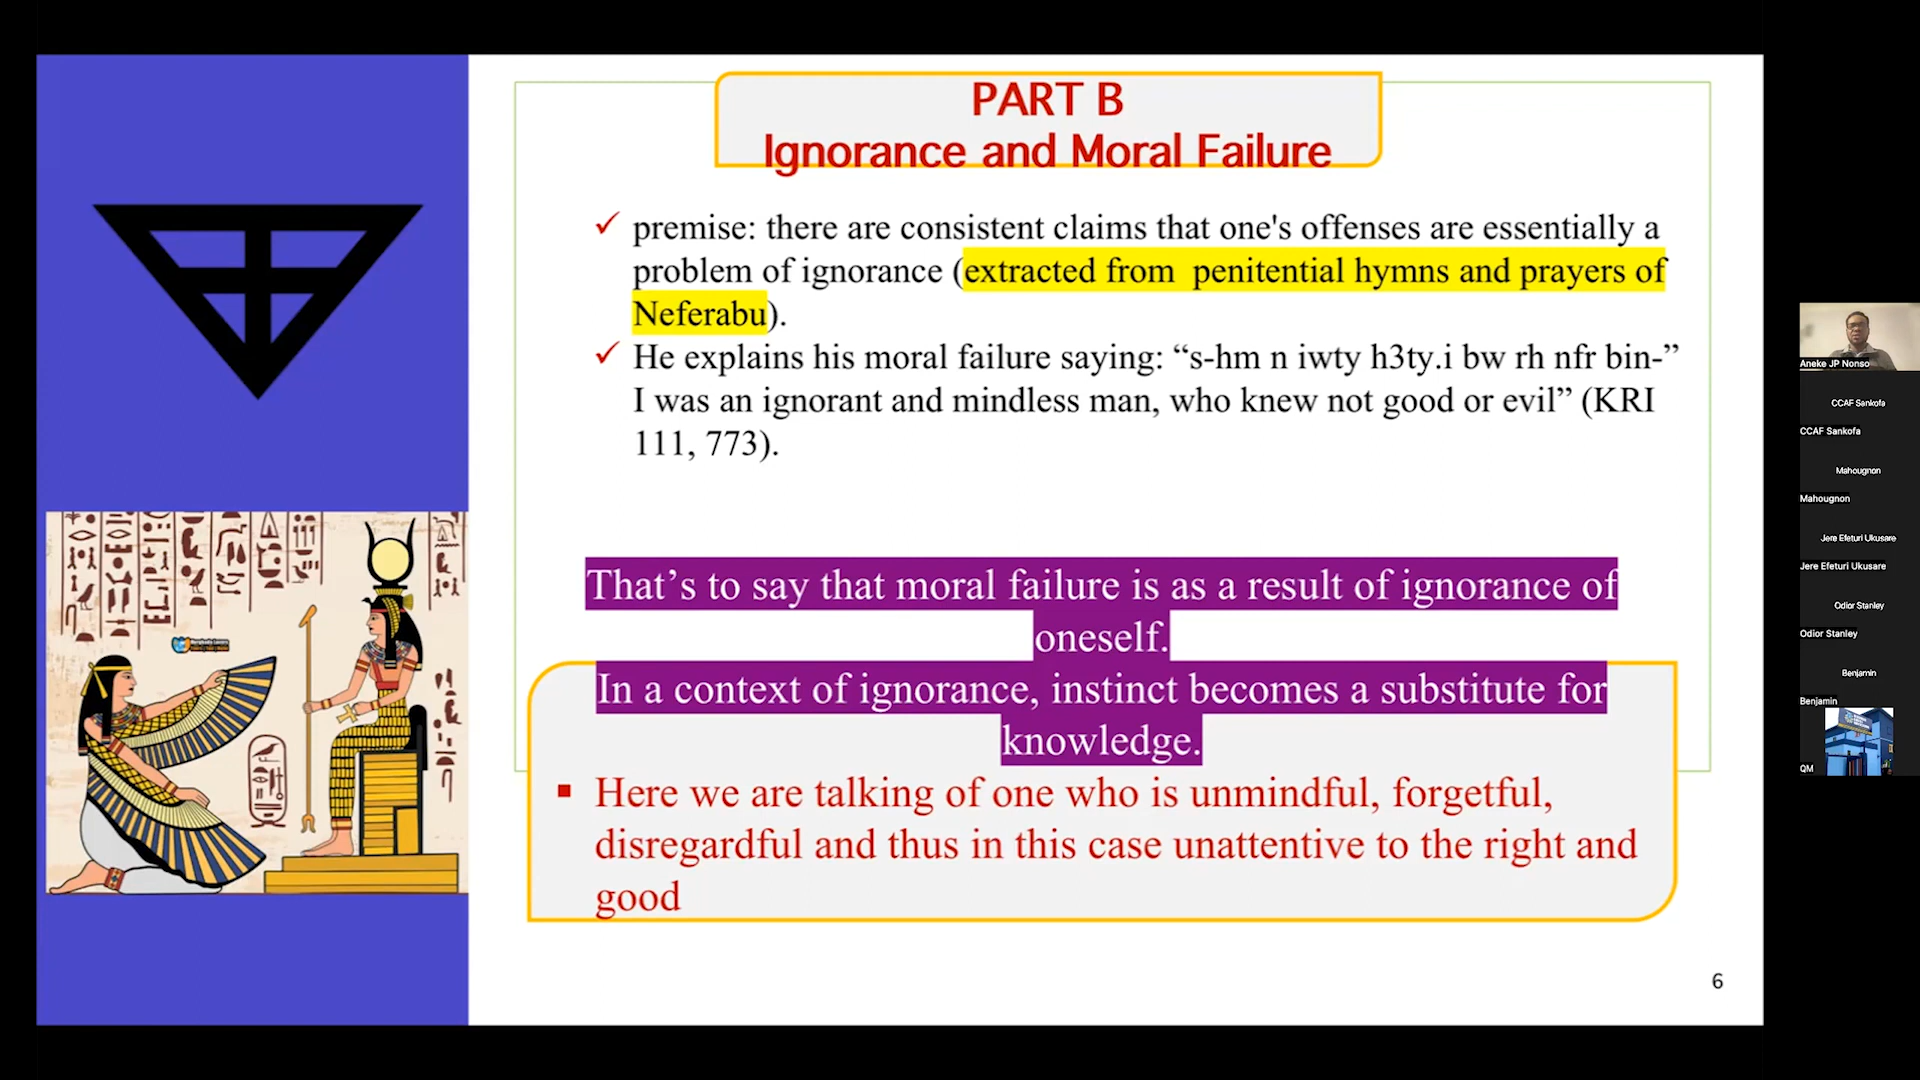 PART B
Ignorance and Moral Failure
premise: there are consistent claims that one's offenses are essentially a
problem of ignorance (extracted from penitential hymns and prayers of
Neferabu).
He explains his moral failure saying: “s-hm n iwty h3ty.i bw rh nfr bin-”
I was an ignorant and mindless man, who knew not good or evil” (KRI
111, 773).
That’s to say that moral failure is as a result of ignorance of
oneself.
In a context of ignorance, instinct becomes a substitute for
knowledge.
Here we are talking of one who is unmindful, forgetful,
disregardful and thus in this case unattentive to the right and
good
6
Aneke JP Nonso
CCAF Sankofa
CCAF Sankofa
Mahougnon
Mahougnon
Jere Efeturi Ukusare
Jere Efeturi Ukusare
Odior Stanley
Odior Stanley
Benjamin
Benjamin
QM